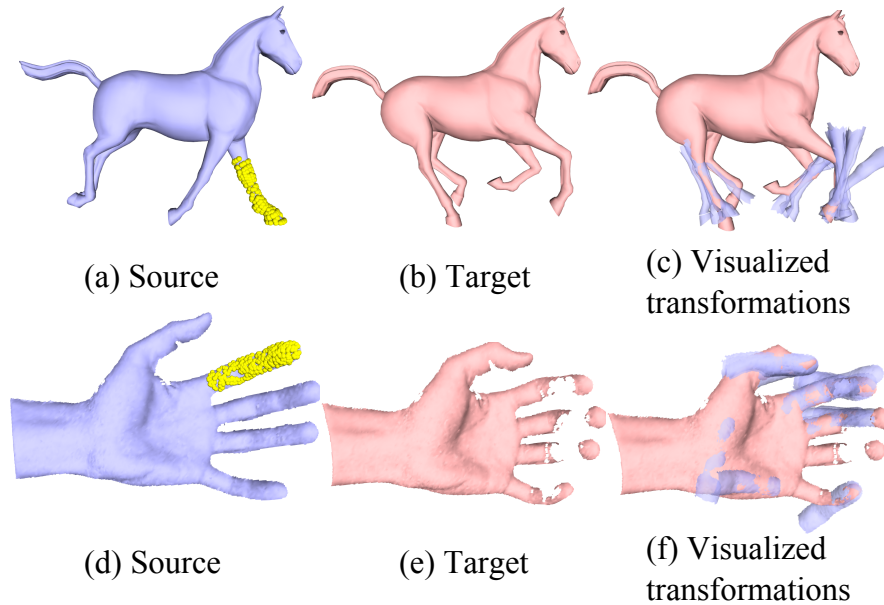 (a) Source
(b) Target
(c) Visualized
transformations
(d) Source
(e) Target
(f) Visualized
transformations